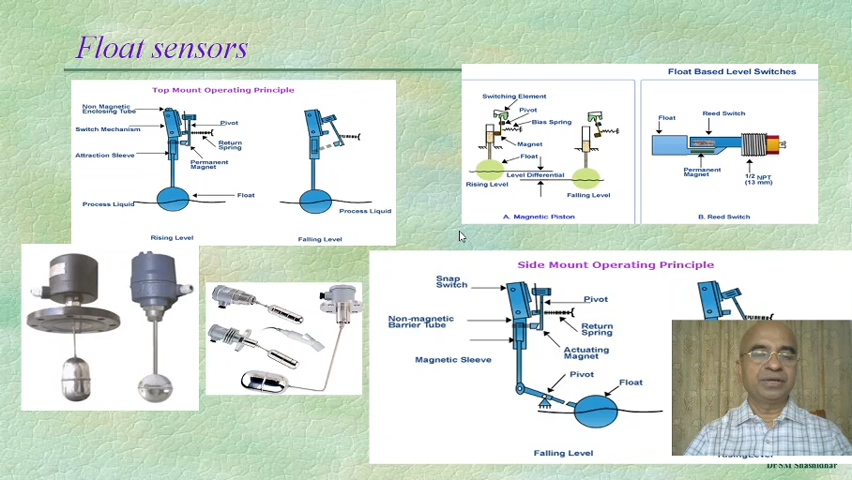 Float sensors
Top Mount Operating Principle
Non Magnetic
Enclosing Tube
Switch Mechanism
Attraction Sleeve
Pivot
Return
Spring
Permanent
Magnet
Float
Process Liquid
Process Liquid
Rising Level
Falling Level
Float Based Level Switches
Switching Element
Pivot
Bias Spring
Magnet
Float
Level Differential
Rising Level
Falling Level
A. Magnetic Piston
Float
Reed Switch
Permanent
Magnet
1/2 NPT
(13 mm)
B. Reed Switch
Side Mount Operating Principle
Snap
Switch
Non-magnetic
Barrier Tube
Magnetic Sleeve
Pivot
Return
Spring
Actuating
Magnet
Pivot
Float
Falling Level
Dr SM Shashidhar